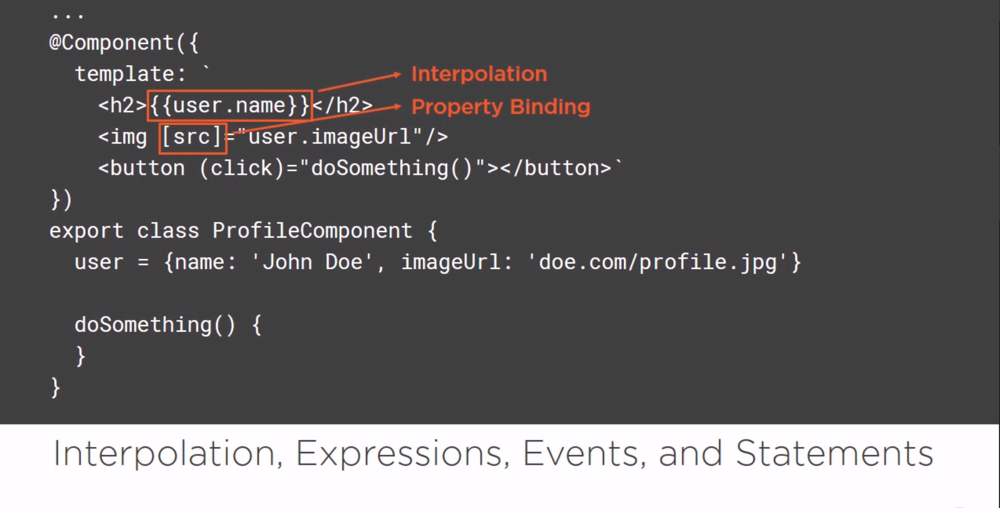 ...
@Component({
template: `
Interpolation
<h2>{{user.name}}</h2>
Property Binding
<img [src]="user.imageUrl"/>
<button (click)="doSomething()"></button>`
})
export class ProfileComponent {
user = {name: 'John Doe', imageUrl: 'doe.com/profile.jpg'}
doSomething() {
}
}
Interpolation, Expressions, Events, and Statements